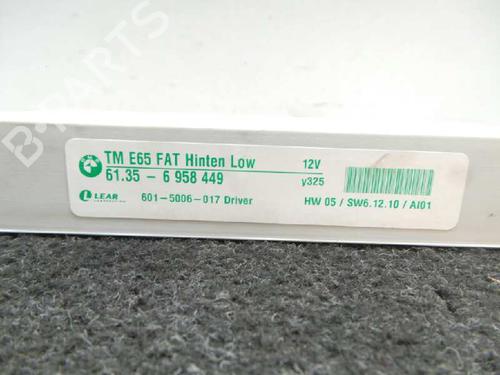 TM E65 FAT Hinten Low 12V
61.35 - 6 958 449 y325
LEAR
601-5006-017 Driver HW 05 / SW6.12.10 / AI01
B-PARTS